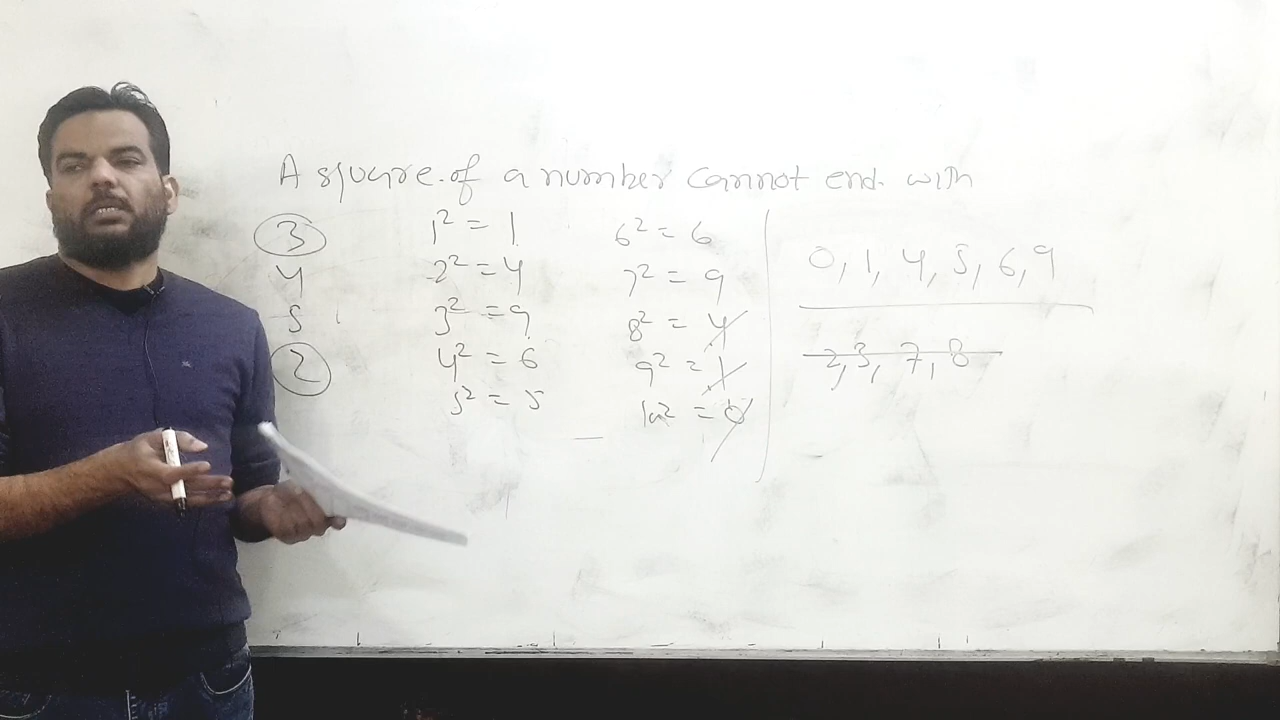 A square of a number cannot end with
3
4
5
2
1² = 1
2² = 4
3² = 9
4² = 6
5² = 5
6² = 6
7² = 9
8² = 4
9² = 1
10² = 0
0, 1, 4, 5, 6, 9
2, 3, 7, 8